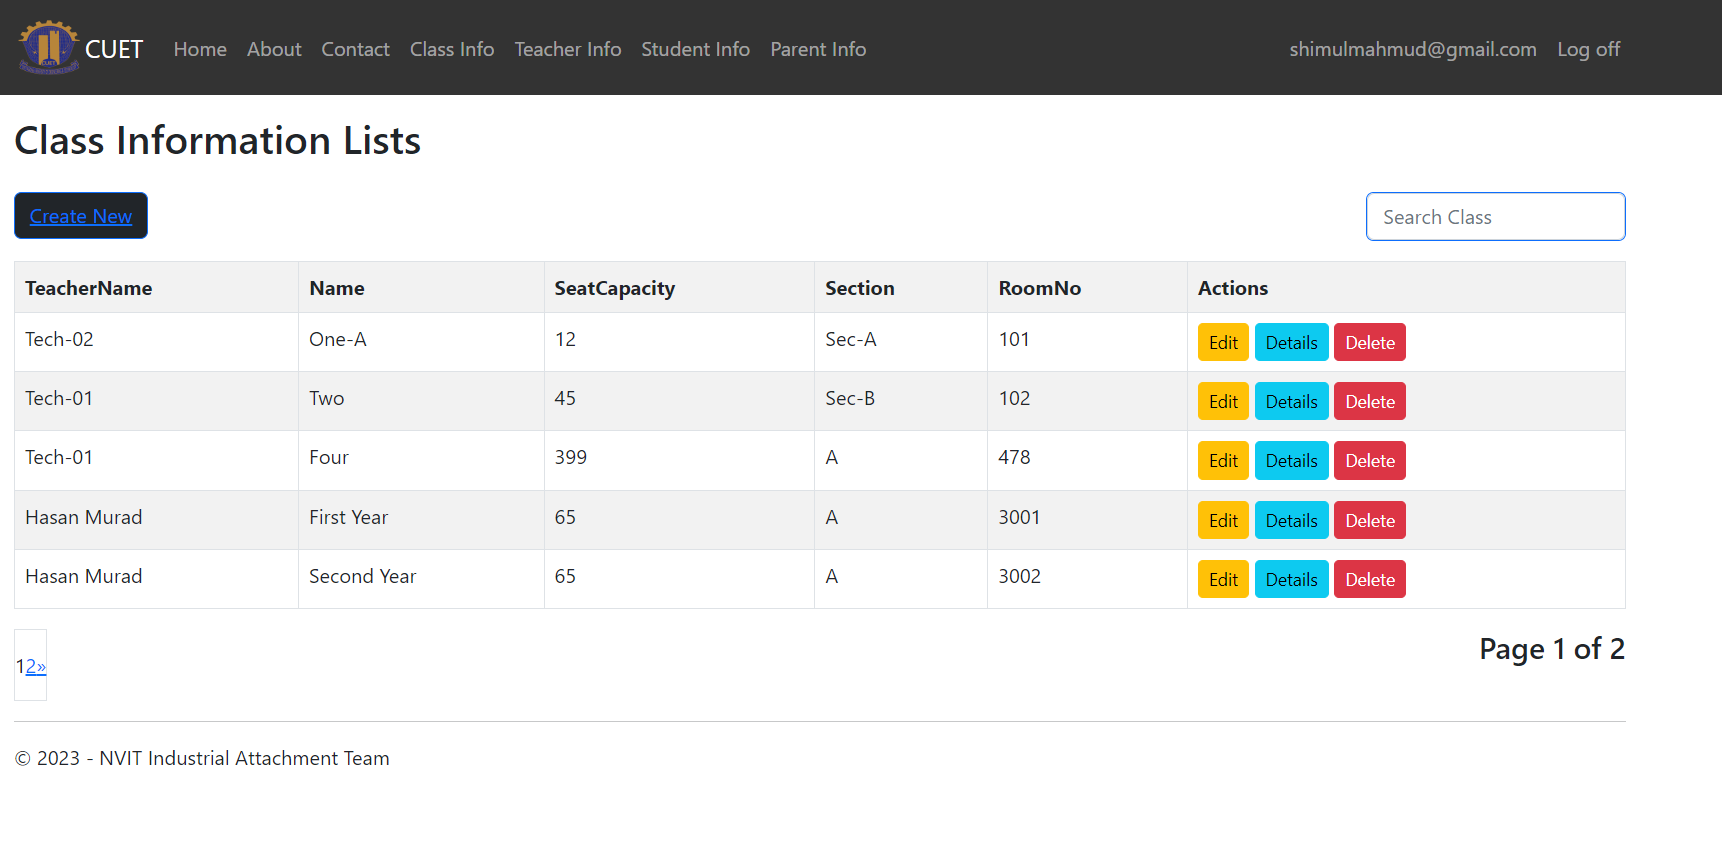 CUET Home About Contact Class Info Teacher Info Student Info Parent Info shimulmahmud@gmail.com Log off
Class Information Lists
Create New Search Class
TeacherName Name SeatCapacity Section RoomNo Actions
Tech-02 One-A 12 Sec-A 101 Edit Details Delete
Tech-01 Two 45 Sec-B 102 Edit Details Delete
Tech-01 Four 399 A 478 Edit Details Delete
Hasan Murad First Year 65 A 3001 Edit Details Delete
Hasan Murad Second Year 65 A 3002 Edit Details Delete
12» Page 1 of 2
© 2023 - NVIT Industrial Attachment Team